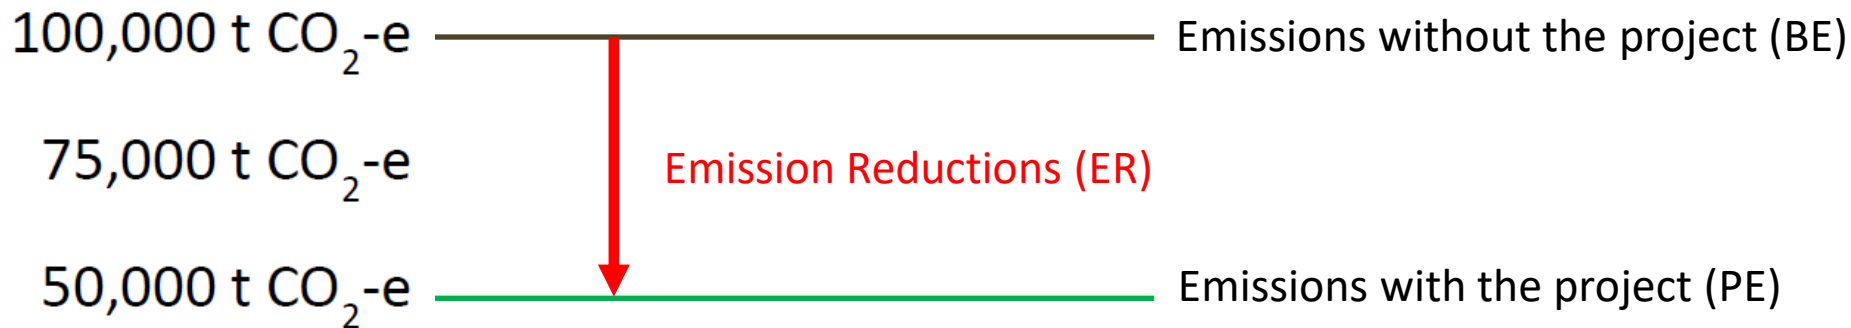 100,000 t CO₂-e
Emissions without the project (BE)
75,000 t CO₂-e
Emission Reductions (ER)
50,000 t CO₂-e
Emissions with the project (PE)